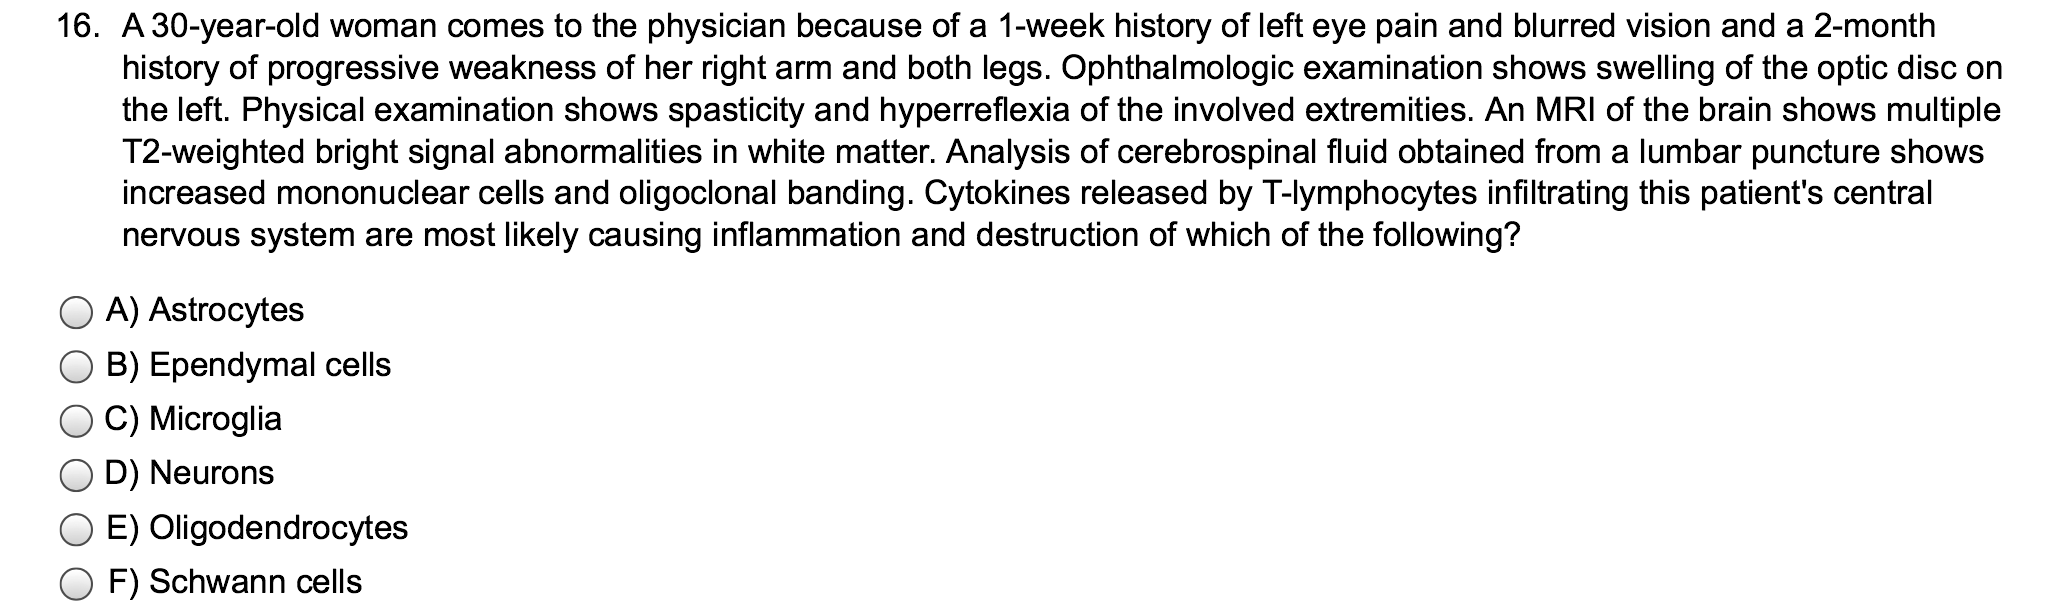 16. A 30-year-old woman comes to the physician because of a 1-week history of left eye pain and blurred vision and a 2-month
history of progressive weakness of her right arm and both legs. Ophthalmologic examination shows swelling of the optic disc on
the left. Physical examination shows spasticity and hyperreflexia of the involved extremities. An MRI of the brain shows multiple
T2-weighted bright signal abnormalities in white matter. Analysis of cerebrospinal fluid obtained from a lumbar puncture shows
increased mononuclear cells and oligoclonal banding. Cytokines released by T-lymphocytes infiltrating this patient's central
nervous system are most likely causing inflammation and destruction of which of the following?
A) Astrocytes
B) Ependymal cells
C) Microglia
D) Neurons
E) Oligodendrocytes
F) Schwann cells